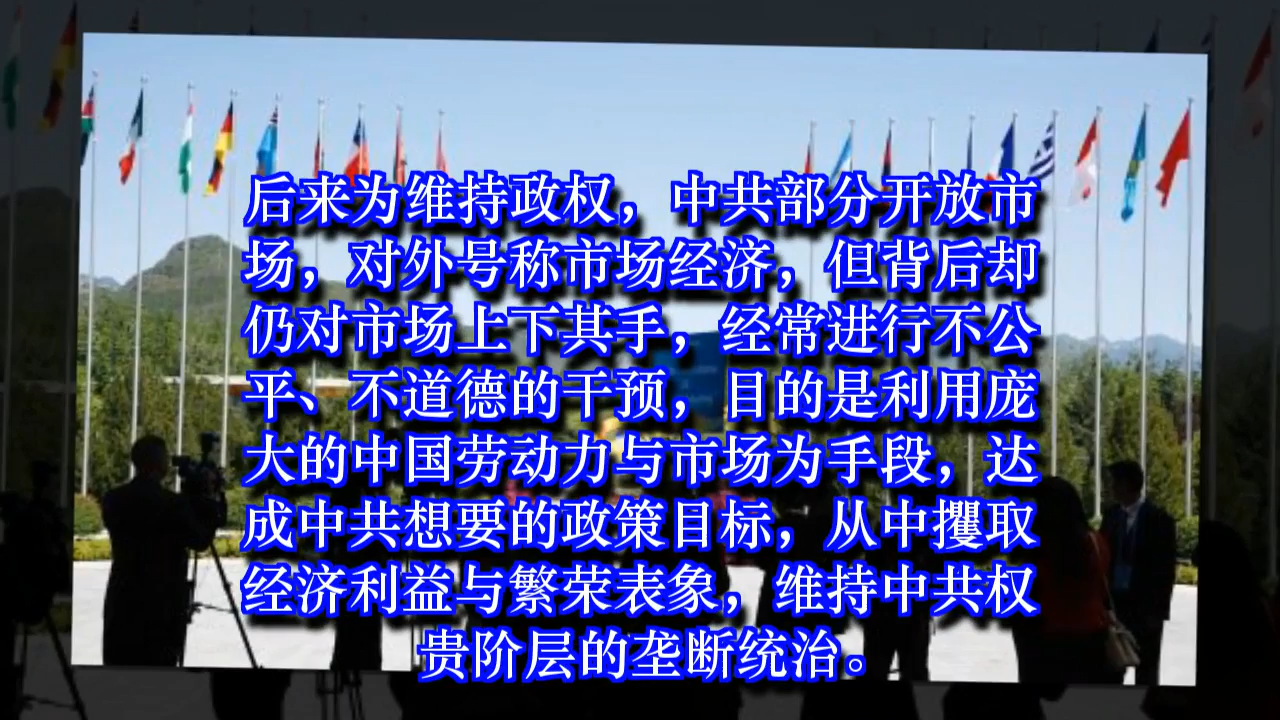 后来为维持政权，中共部分开放市
场，对外号称市场经济，但背后却
仍对市场上下其手，经常进行不公
平、不道德的干预，目的是利用庞
大的中国劳动力与市场为手段，达
成中共想要的政策目标，从中攫取
经济利益与繁荣表象，维持中共权
贵阶层的垄断统治。